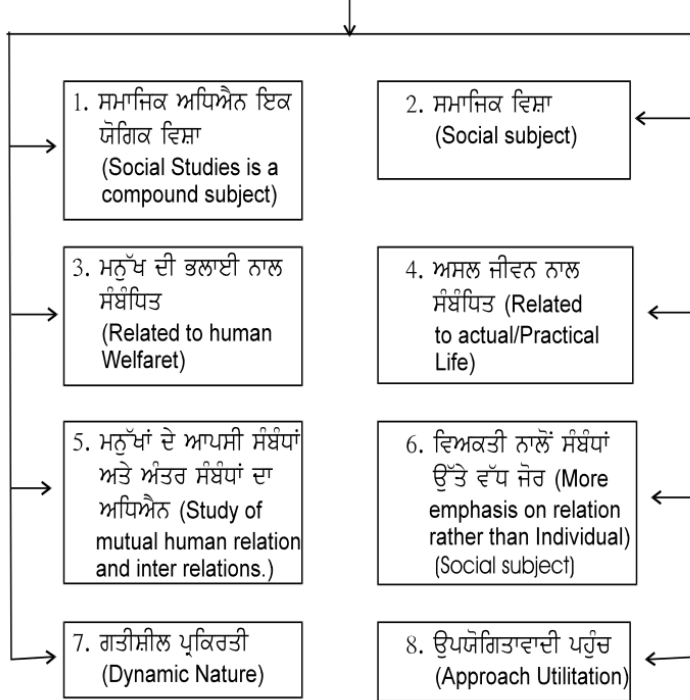 1. ਸਮਾਜਿਕ ਅਧਿਐਨ ਇਕ
ਯੋਗਿਕ ਵਿਸ਼ਾ
(Social Studies is a
compound subject)
2. ਸਮਾਜਿਕ ਵਿਸ਼ਾ
(Social subject)
3. ਮਨੁੱਖ ਦੀ ਭਲਾਈ ਨਾਲ
ਸੰਬੰਧਿਤ
(Related to human
Welfaret)
4. ਅਸਲ ਜੀਵਨ ਨਾਲ
ਸੰਬੰਧਿਤ (Related
to actual/Practical
Life)
5. ਮਨੁੱਖਾਂ ਦੇ ਆਪਸੀ ਸੰਬੰਧਾਂ
ਅਤੇ ਅੰਤਰ ਸੰਬੰਧਾਂ ਦਾ
ਅਧਿਐਨ (Study of
mutual human relation
and inter relations.)
6. ਵਿਅਕਤੀ ਨਾਲੋਂ ਸੰਬੰਧਾਂ
ਉੱਤੇ ਵੱਧ ਜੋਰ (More
emphasis on relation
rather than Individual)
(Social subject)
7. ਗਤੀਸ਼ੀਲ ਪ੍ਰਕਿਰਤੀ
(Dynamic Nature)
8. ਉਪਯੋਗਿਤਾਵਾਦੀ ਪਹੁੰਚ
(Approach Utilitation)